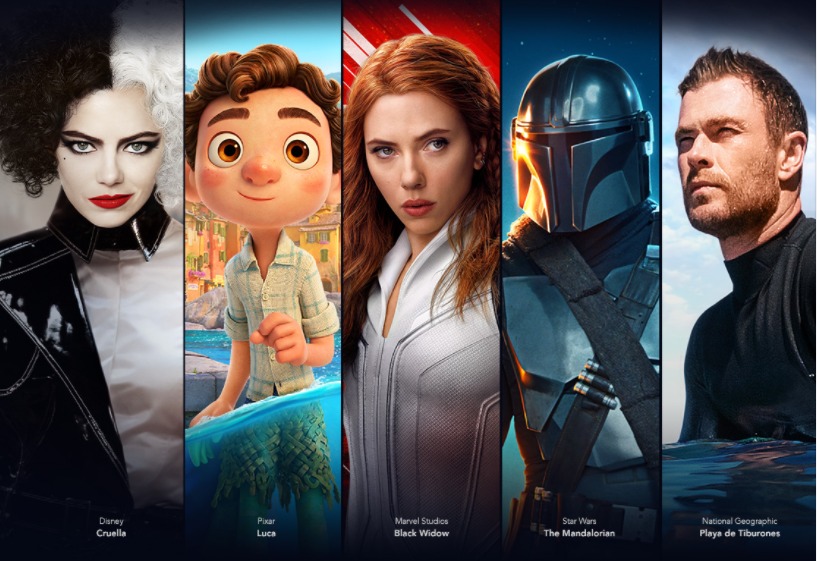 Disney
Cruella
Pixar
Luca
Marvel Studios
Black Widow
Star Wars
The Mandalorian
National Geographic
Playa de Tiburones